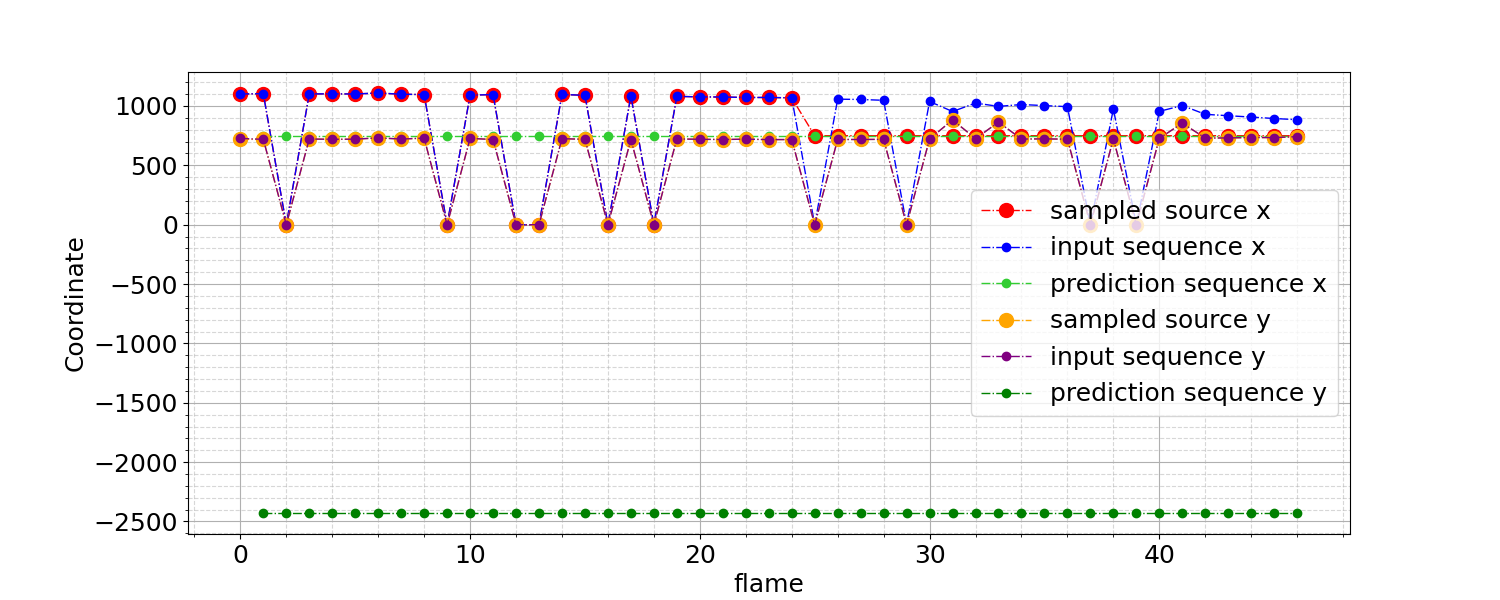 1000
500
0
−500
−1000
−1500
−2000
−2500
Coordinate
0 10 20 30 40
flame
sampled source x
input sequence x
prediction sequence x
sampled source y
input sequence y
prediction sequence y